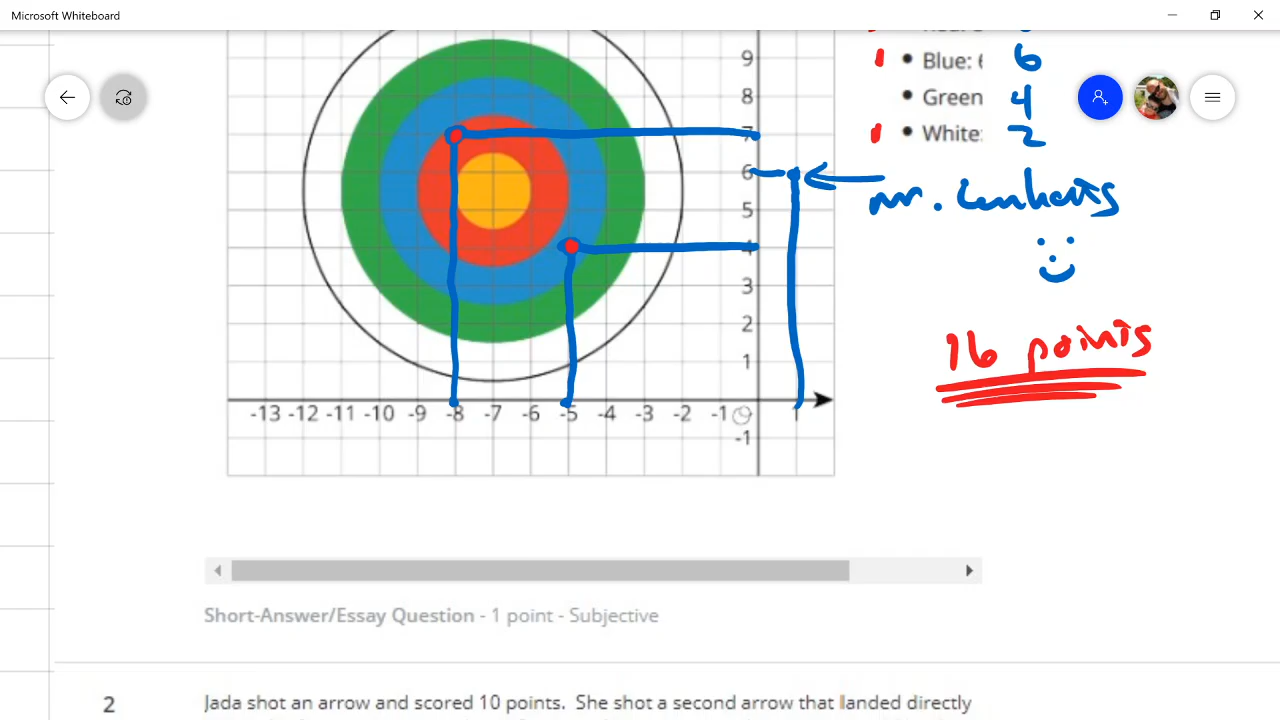 Microsoft Whiteboard
9
8
7
6
5
4
3
2
1
-13 -12 -11 -10 -9 -8 -7 -6 -5 -4 -3 -2 -1 1
-1
Blue: 6
Green 4
White: 2
mr.
16 points
Short-Answer/Essay Question - 1 point - Subjective
2 Jada shot an arrow and scored 10 points. She shot a second arrow that landed directly